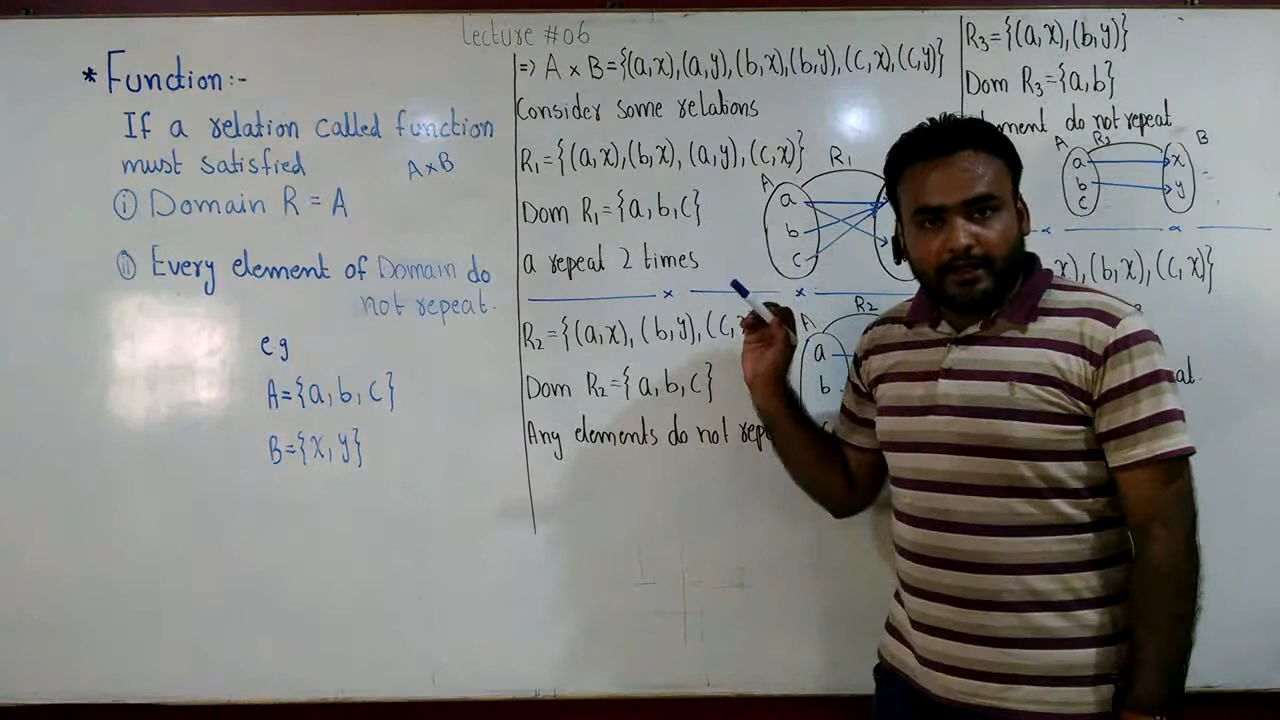 Lecture #06
* Function:-
If a relation called function
must satisfied
A×B
(i) Domain R = A
(ii) Every element of Domain do
not repeat.
eg
A={a, b, c}
B={x, y}
=> A × B = {(a,x),(a,y),(b,x),(b,y),(c,x),(c,y)}
Consider some relations
R1 = {(a,x),(b,x),(a,y),(c,x)}
Dom R1 = {a,b,c}
a repeat 2 times
R1
A
a
b
c
R2 = {(a,x), (b,y), (c,
Dom R2 = {a, b, c}
Any elements do not
R2
A
a
b
R3 = {(a,x),(b,y)}
Dom R3 = {a,b}
do not repeat
A R3 B
a x
b y
c
x),(b,x),(c,x)}